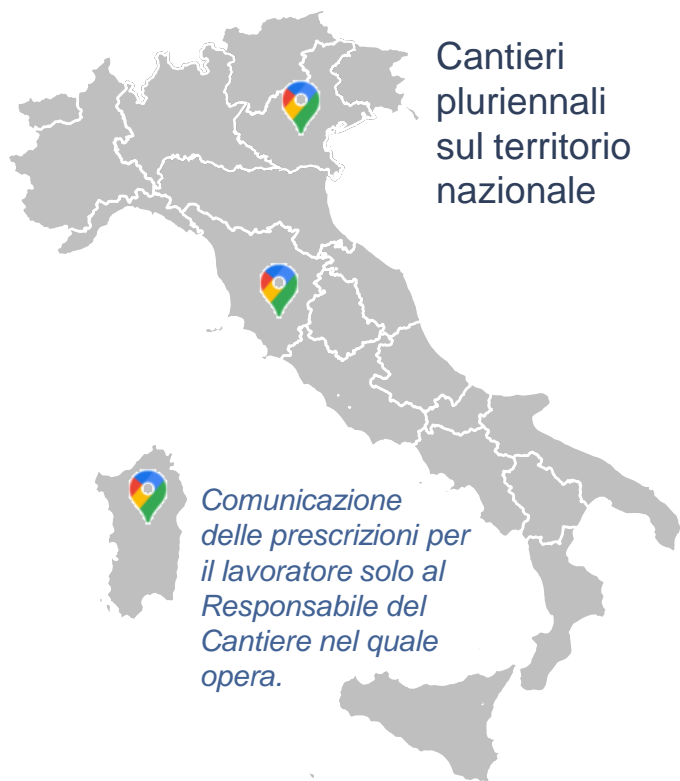 Cantieri
pluriennali
sul territorio
nazionale
Comunicazione
delle prescrizioni per
il lavoratore solo al
Responsabile del
Cantiere nel quale
opera.